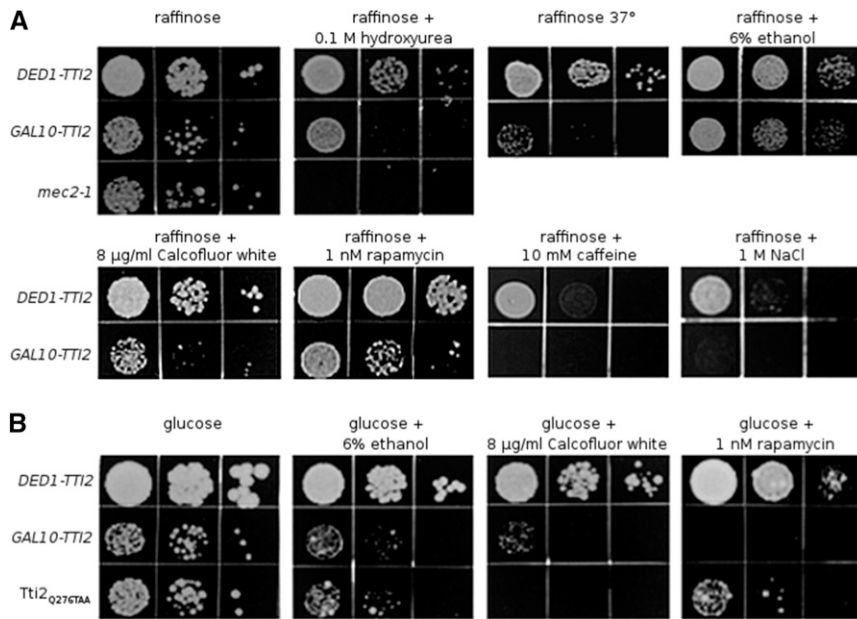 A
raffinose
raffinose +
0.1 M hydroxyurea
raffinose 37°
raffinose +
6% ethanol
DED1-TTI2
GAL10-TTI2
mec2-1
raffinose +
8 µg/ml Calcofluor white
raffinose +
1 nM rapamycin
raffinose +
10 mM caffeine
raffinose +
1 M NaCl
DED1-TTI2
GAL10-TTI2
B
glucose
glucose +
6% ethanol
glucose +
8 µg/ml Calcofluor white
glucose +
1 nM rapamycin
DED1-TTI2
GAL10-TTI2
Tti2Q276TAA